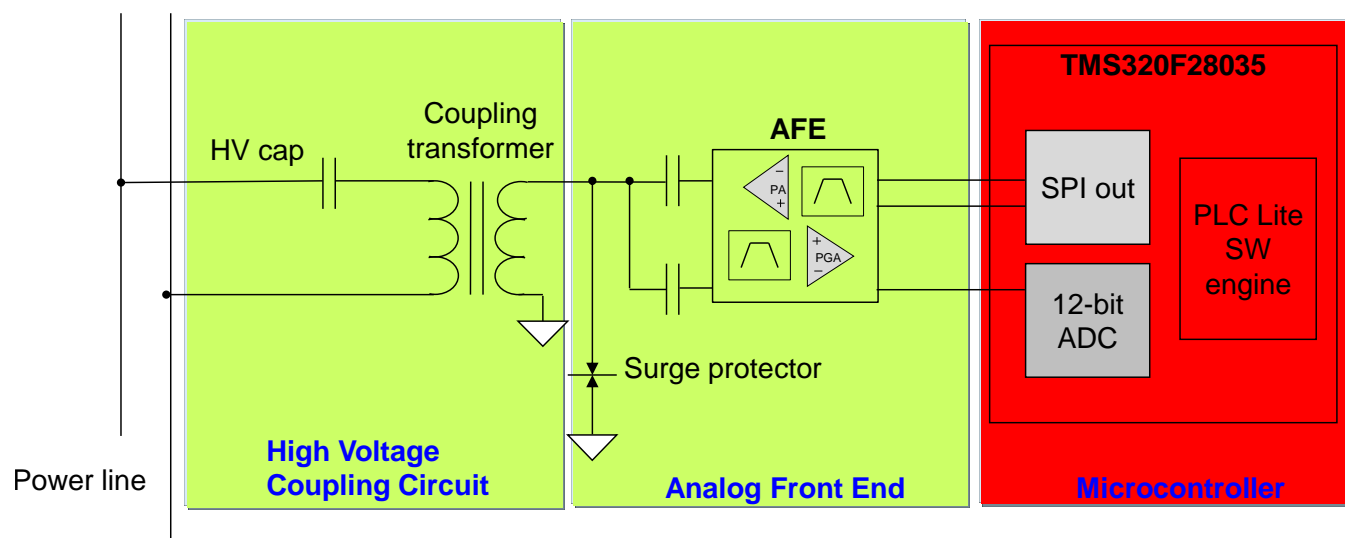 TMS320F28035
Coupling
transformer
HV cap
AFE
−
PA
+
SPI out
PLC Lite
SW
engine
+
PGA
−
12-bit
ADC
Surge protector
High Voltage
Coupling Circuit
Power line
Analog Front End
Microcontroller